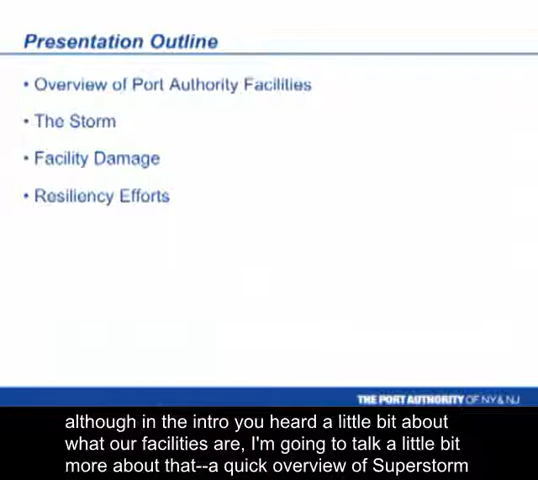 Presentation Outline
• Overview of Port Authority Facilities
• The Storm
• Facility Damage
• Resiliency Efforts
THE PORT AUTHORITY OF NY & NJ
although in the intro you heard a little bit about
what our facilities are, I'm going to talk a little bit
more about that--a quick overview of Superstorm